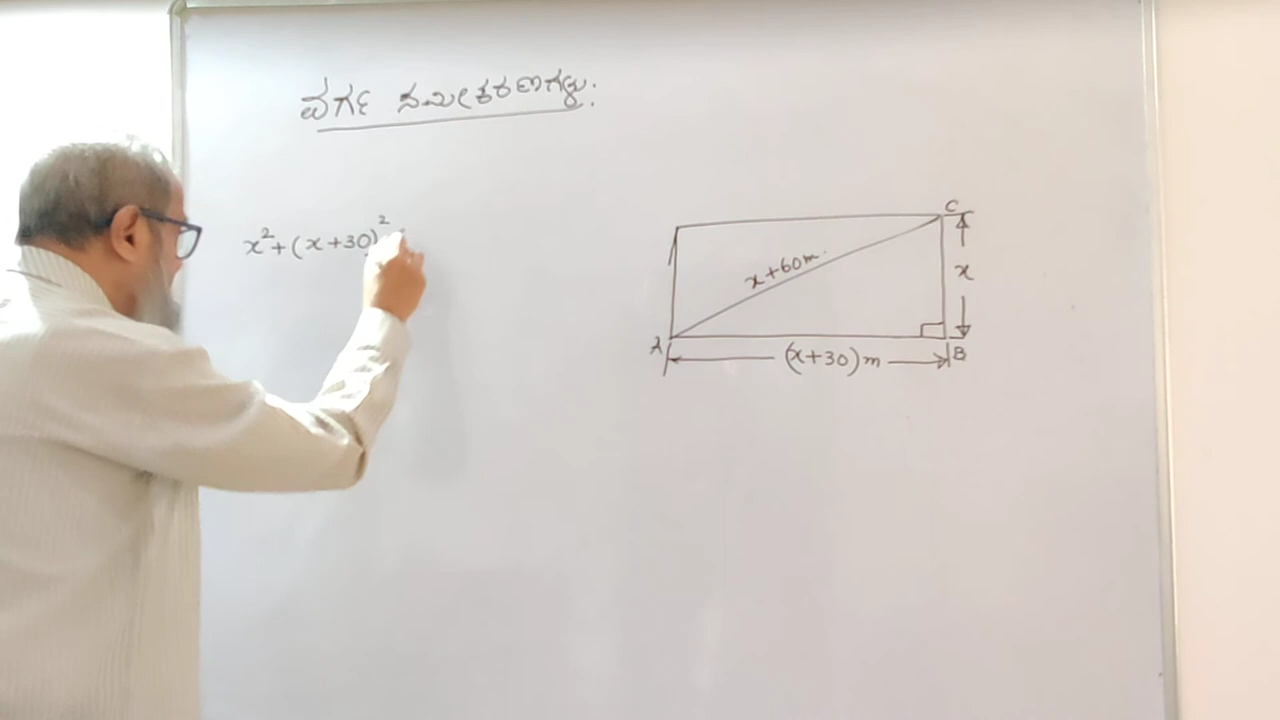 ವರ್ಗ ಸಮೀಕರಣಗಳು:
x²+(x+30)²
C
x+60m.
x
A
(x+30)m
B